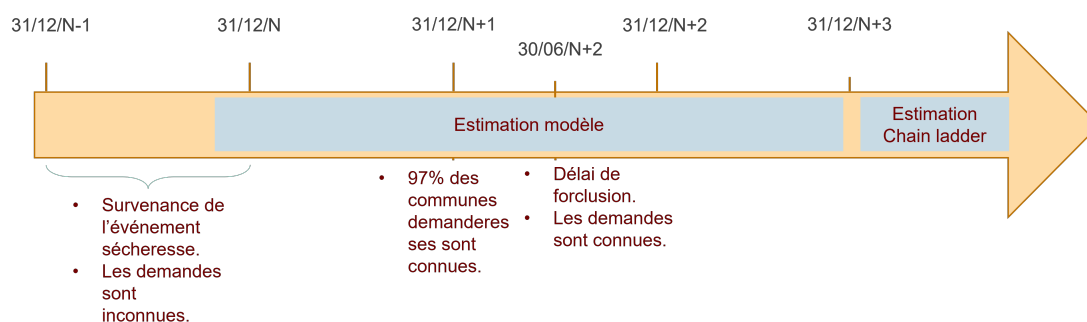 31/12/N-1
31/12/N
31/12/N+1
30/06/N+2
31/12/N+2
31/12/N+3
Estimation modèle
Estimation
Chain ladder
• Survenance de
l’événement
sécheresse.
• Les demandes
sont
inconnues.
• 97% des
communes
demanderes
ses sont
connues.
• Délai de
forclusion.
• Les demandes
sont connues.